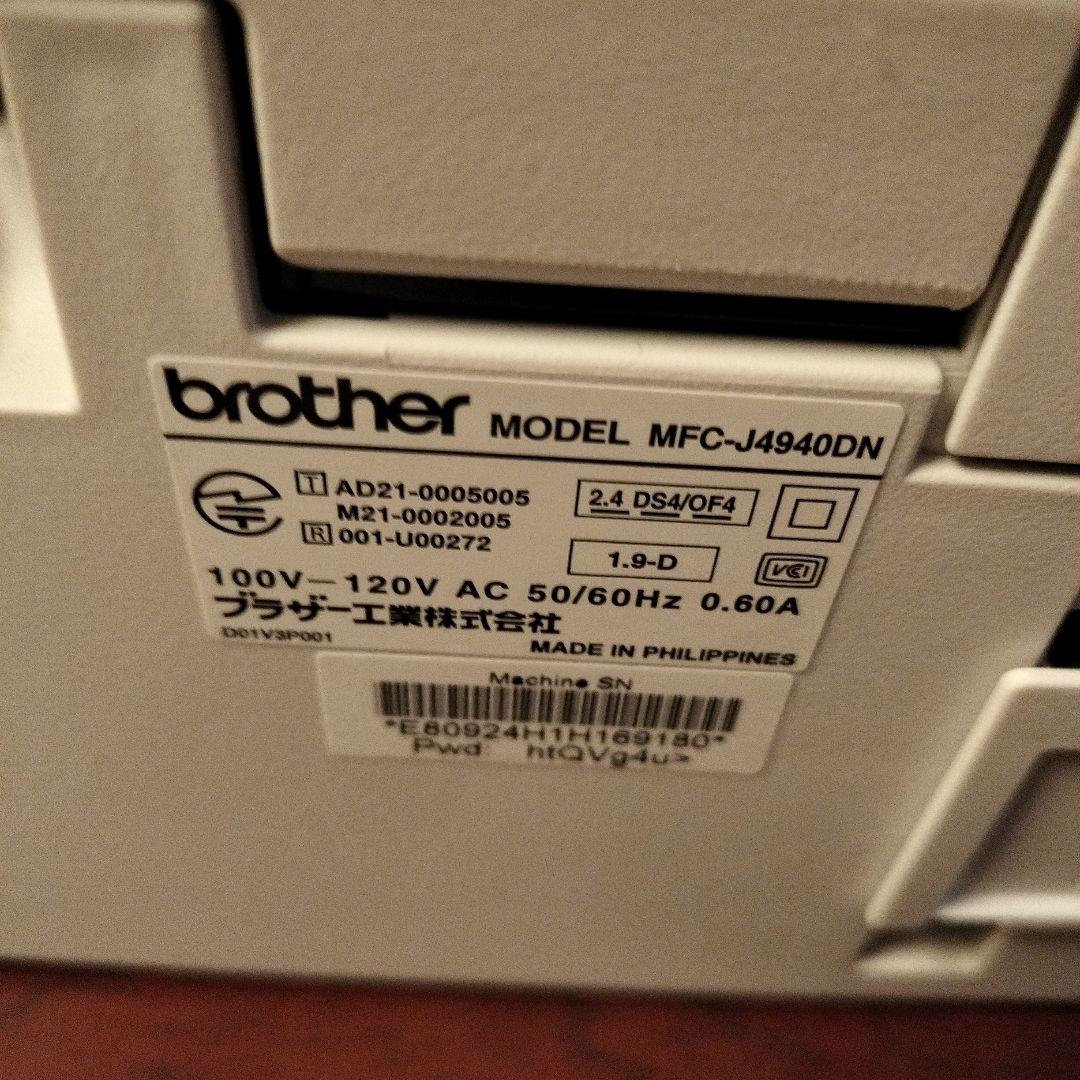 brother MODEL MFC-J4940DN
T AD21-0005005
M21-0002005
R 001-U00272
2.4 DS4/OF4
1.9-D
VCCI
100V－120V AC 50/60Hz 0.60A
ブラザー工業株式会社
D01V3P001
MADE IN PHILIPPINES
Machine SN
*E80924H1H169180*
Pwd: htQVg4u>